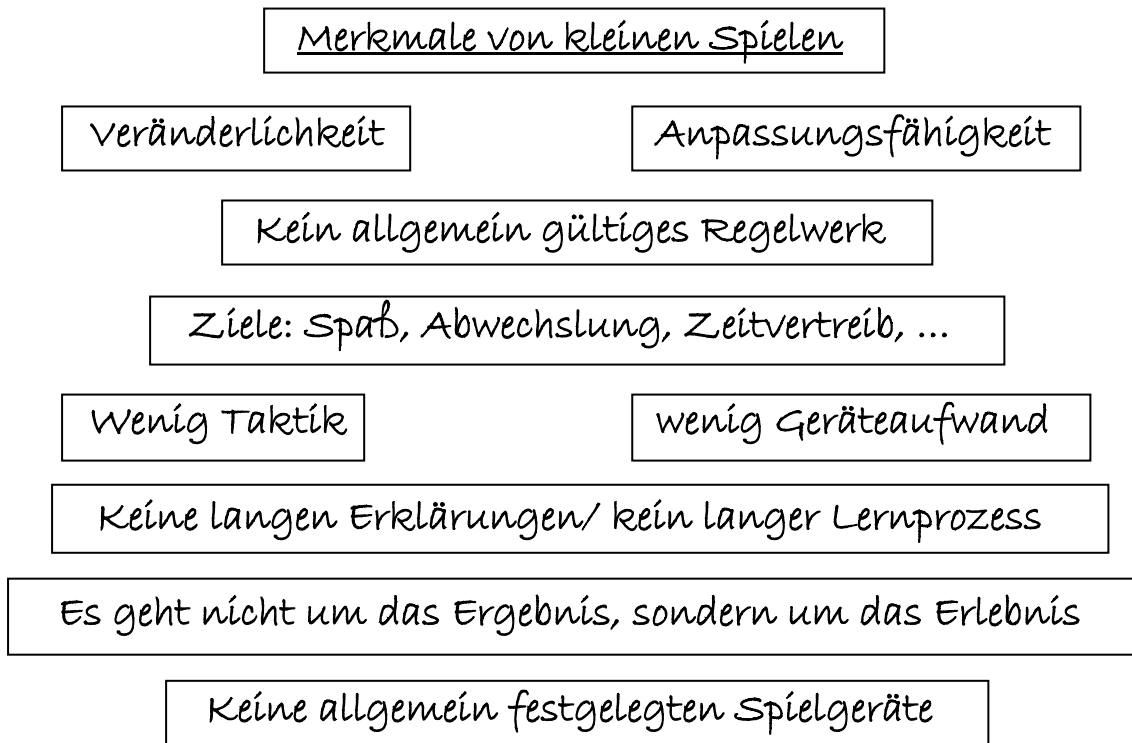 Merkmale von kleinen Spielen
Veränderlichkeit
Anpassungsfähigkeit
Kein allgemein gültiges Regelwerk
Ziele: Spaß, Abwechslung, Zeitvertreib, ...
Wenig Taktik
wenig Geräteaufwand
Keine langen Erklärungen/ kein langer Lernprozess
Es geht nicht um das Ergebnis, sondern um das Erlebnis
Keine allgemein festgelegten Spielgeräte